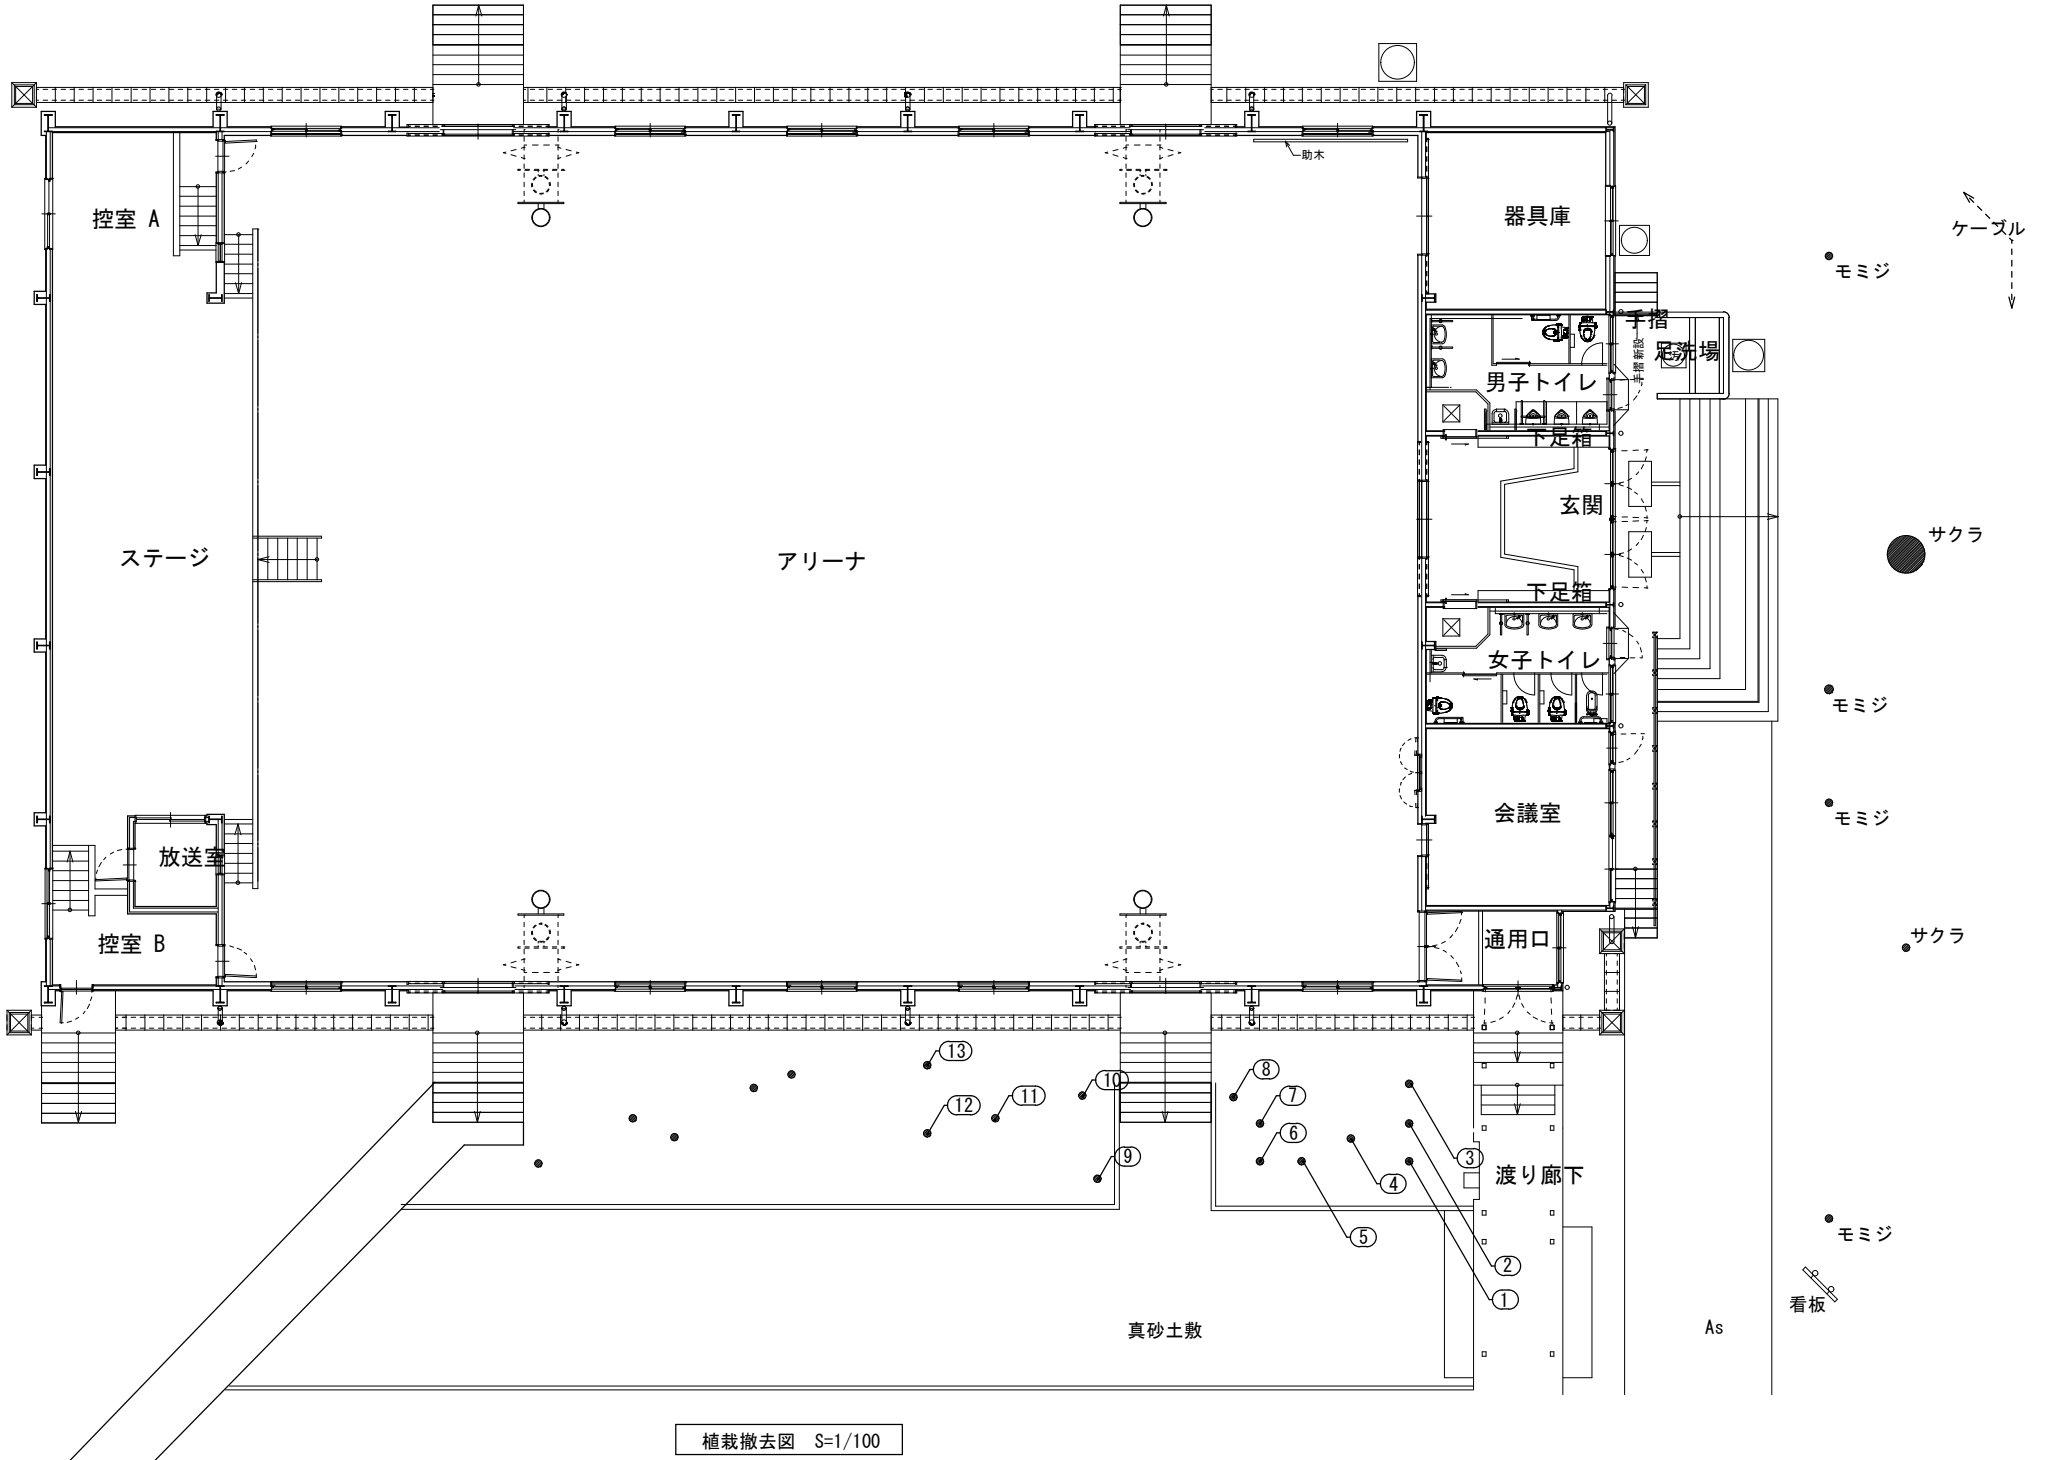 助木
控室 A
器具庫
ケーブル
モミジ
手摺
手摺新設
足洗場
汚
男子トイレ
下足箱
玄関
サクラ
ステージ
アリーナ
下足箱
女子トイレ
モミジ
会議室
モミジ
放送室
控室 B
通用口
サクラ
⑬
⑧
⑩
⑪
⑦
⑫
⑥
⑨
③
④
渡り廊下
⑤
モミジ
②
①
看板
真砂土敷
As
植栽撤去図 S=1/100